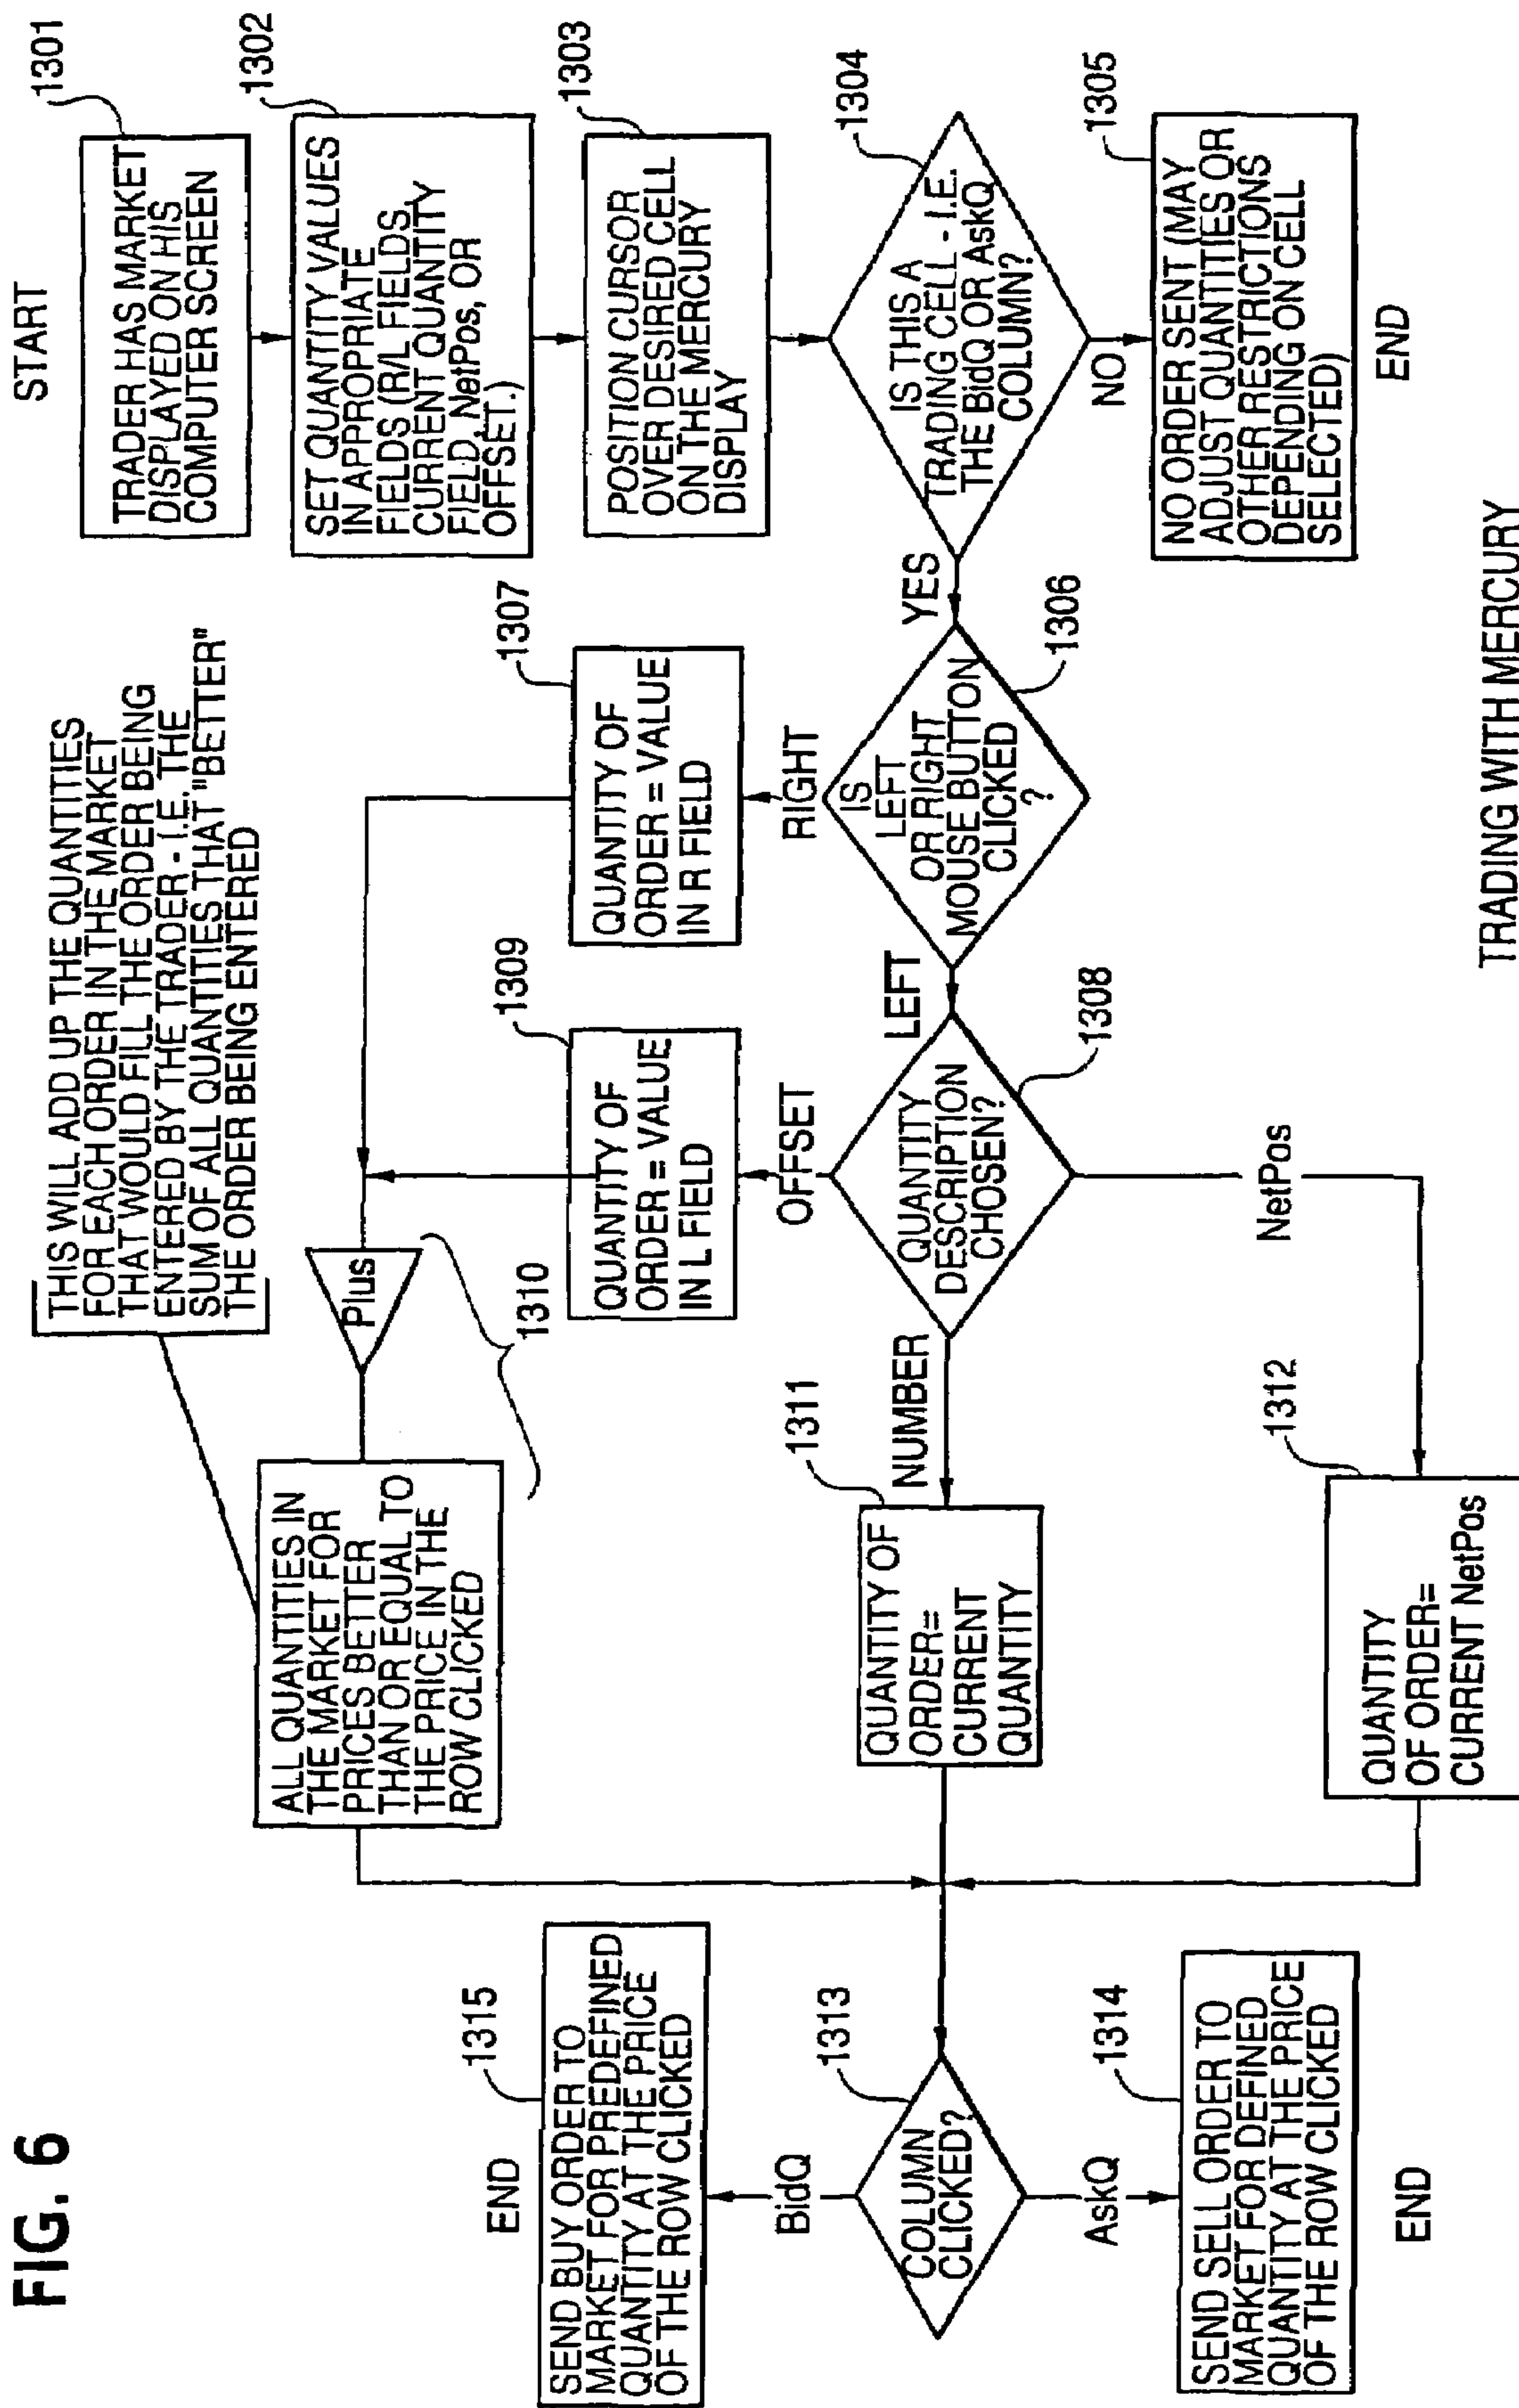 FIG. 6
START
1301
TRADER HAS MARKET
DISPLAYED ON HIS
COMPUTER SCREEN
1302
SET QUANTITY VALUES
IN APPROPRIATE
FIELDS (R/L FIELDS,
CURRENT QUANTITY
FIELD, NetPos, OR
OFFSET.)
1303
POSITION CURSOR
OVER DESIRED CELL
ON THE MERCURY
DISPLAY
1304
IS THIS A
TRADING CELL - I.E.
THE BidQ OR AskQ
COLUMN?
NO
1305
NO ORDER SENT (MAY
ADJUST QUANTITIES OR
OTHER RESTRICTIONS
DEPENDING ON CELL
SELECTED)
END
YES
1306
IS
LEFT
OR RIGHT
MOUSE BUTTON
CLICKED
?
RIGHT
1307
QUANTITY OF
ORDER = VALUE
IN R FIELD
LEFT
1308
QUANTITY
DESCRIPTION
CHOSEN?
OFFSET
1309
QUANTITY OF
ORDER = VALUE
IN L FIELD
Plus
1310
THIS WILL ADD UP THE QUANTITIES
FOR EACH ORDER IN THE MARKET
THAT WOULD FILL THE ORDER BEING
ENTERED BY THE TRADER - I.E. THE
SUM OF ALL QUANTITIES THAT "BETTER"
THE ORDER BEING ENTERED
ALL QUANTITIES IN
THE MARKET FOR
PRICES BETTER
THAN OR EQUAL TO
THE PRICE IN THE
ROW CLICKED
NUMBER
1311
QUANTITY OF
ORDER=
CURRENT
QUANTITY
NetPos
1312
QUANTITY
OF ORDER=
CURRENT NetPos
1313
COLUMN
CLICKED?
BidQ
1315
SEND BUY ORDER TO
MARKET FOR PREDEFINED
QUANTITY AT THE PRICE
OF THE ROW CLICKED
END
AskQ
1314
SEND SELL ORDER TO
MARKET FOR DEFINED
QUANTITY AT THE PRICE
OF THE ROW CLICKED
END
TRADING WITH MERCURY